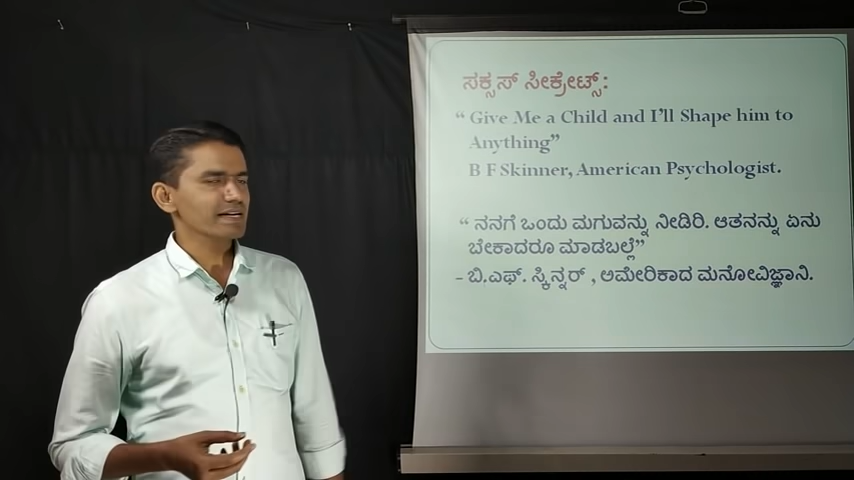 ಸಕ್ಸಸ್ ಸೀಕ್ರೇಟ್ಸ್:
“ Give Me a Child and I’ll Shape him to
Anything”
B F Skinner, American Psychologist.
“ ನನಗೆ ಒಂದು ಮಗುವನ್ನು ನೀಡಿರಿ. ಆತನನ್ನು ಏನು
ಬೇಕಾದರೂ ಮಾಡಬಲ್ಲೆ”
- ಬಿ.ಎಫ್. ಸ್ಕಿನ್ನರ್ , ಅಮೇರಿಕಾದ ಮನೋವಿಜ್ಞಾನಿ.